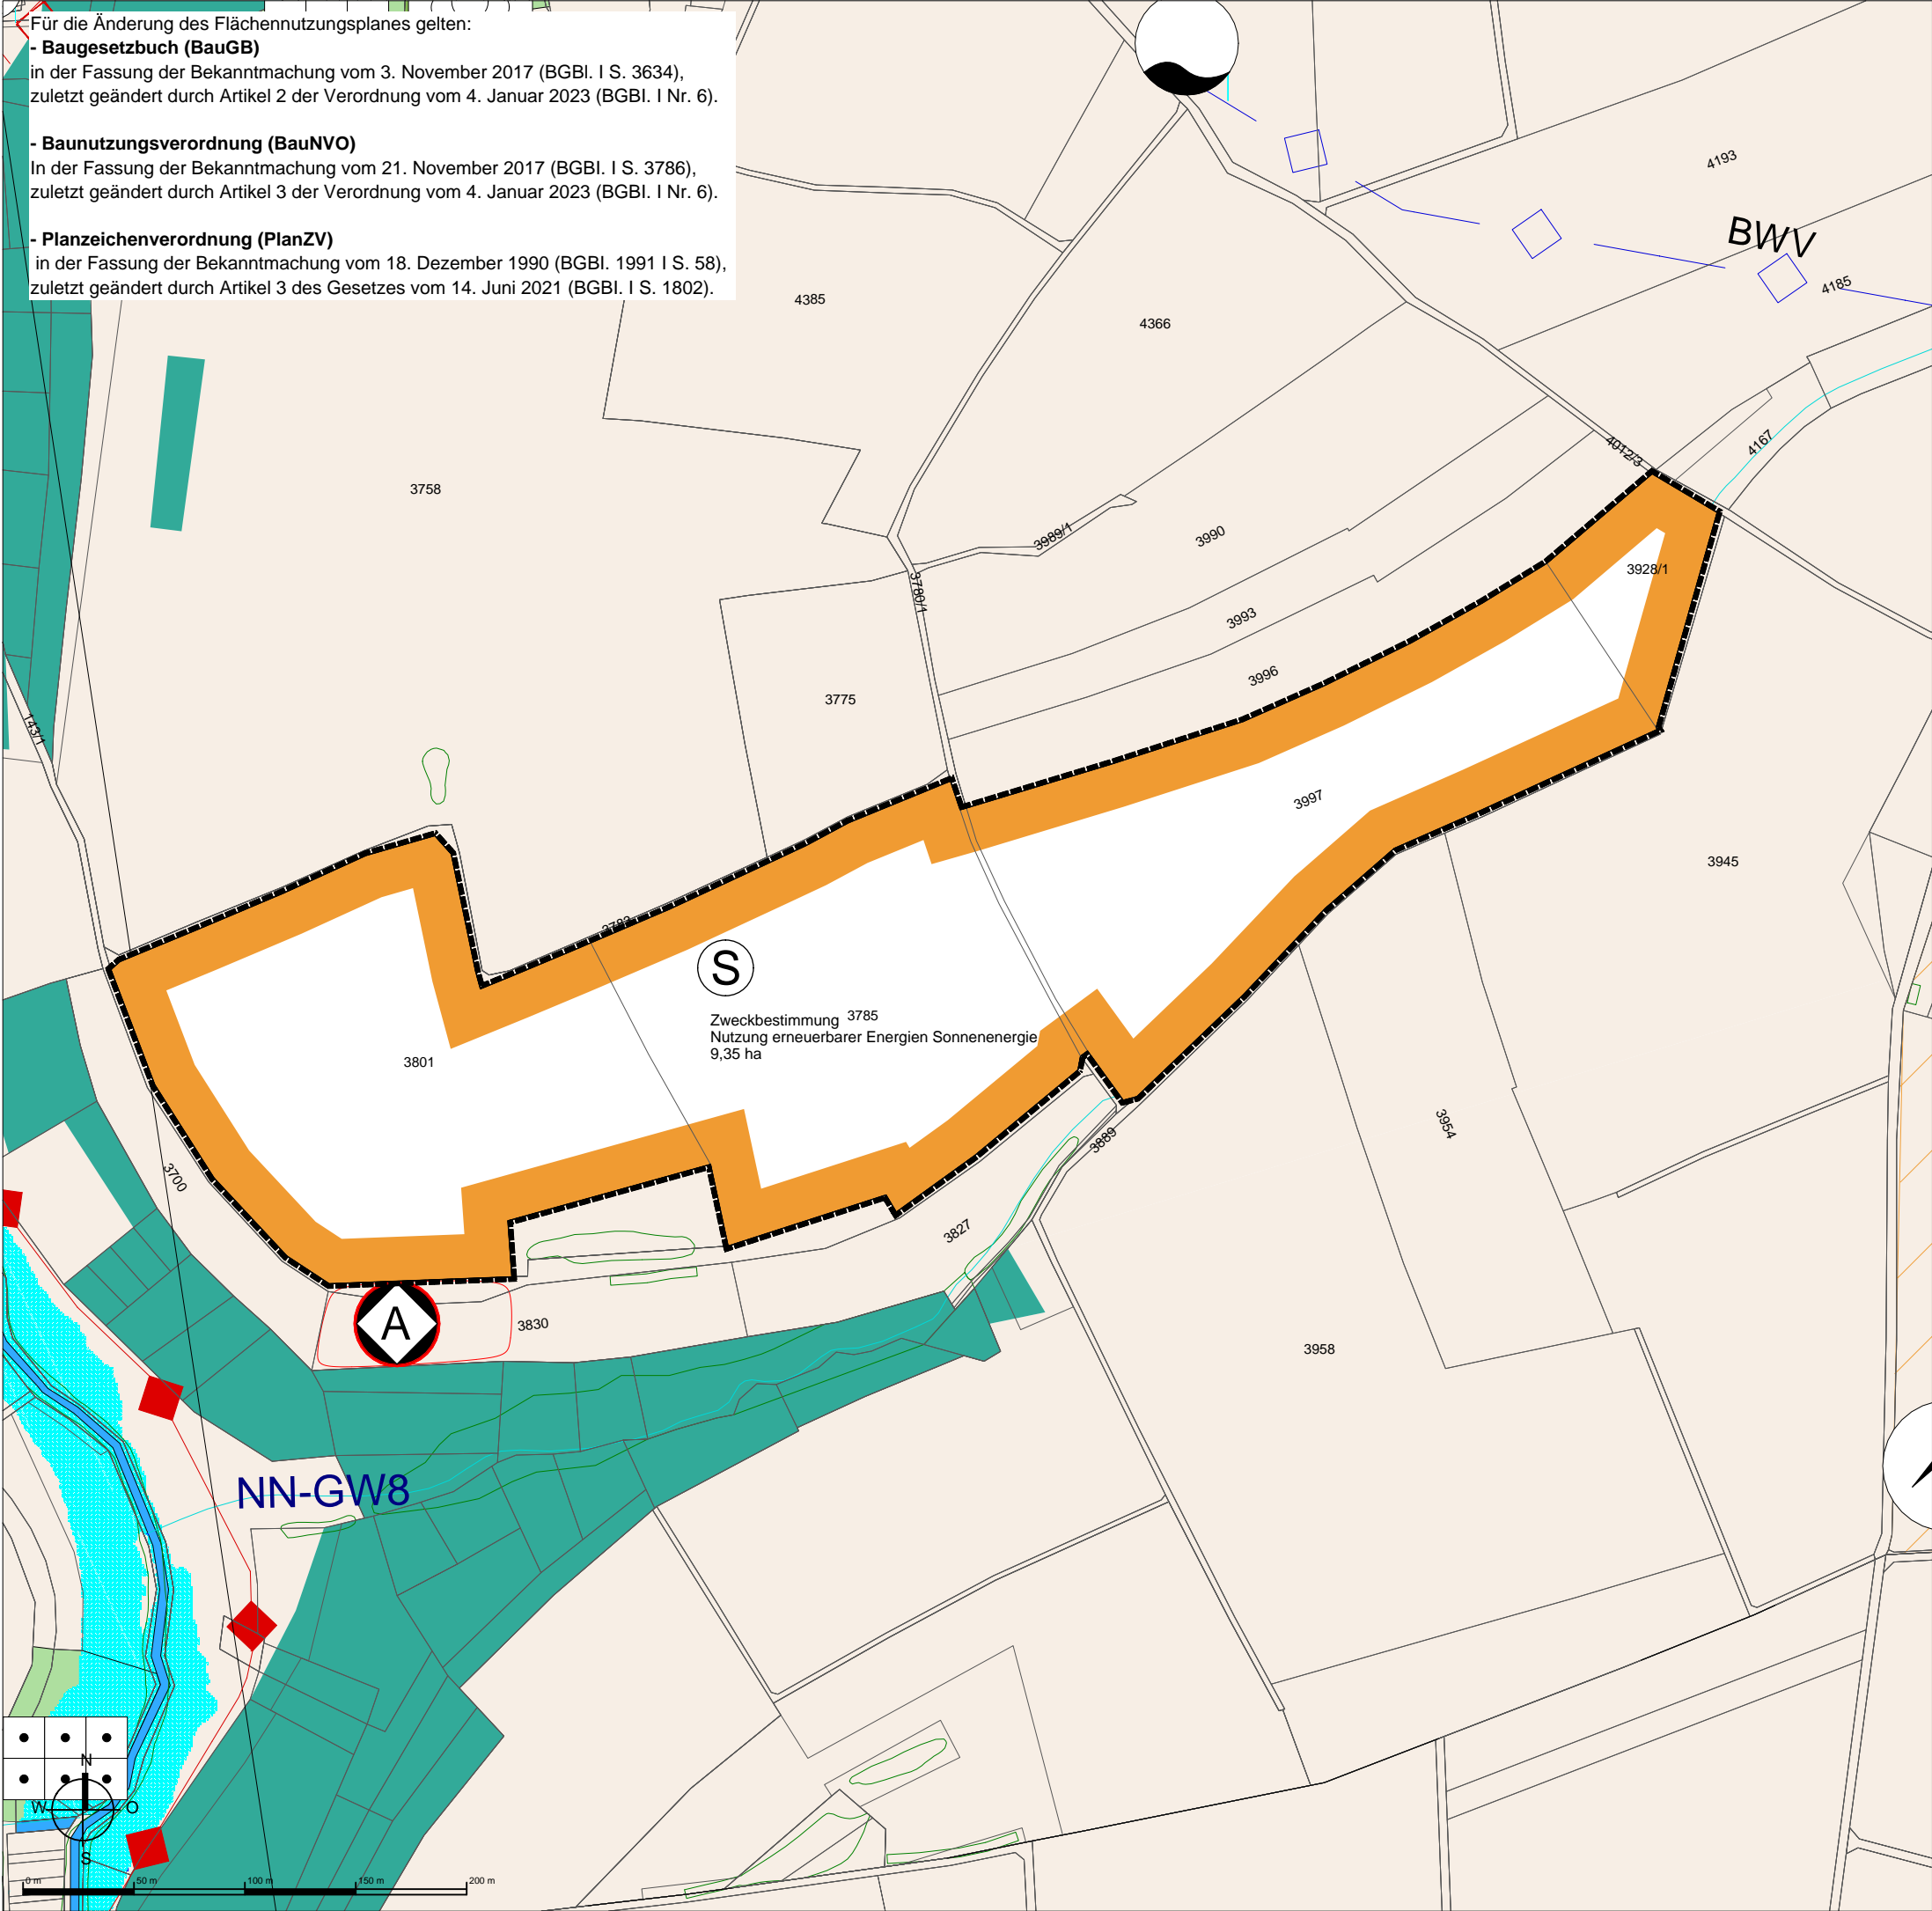 Für die Änderung des Flächennutzungsplanes gelten:
- Baugesetzbuch (BauGB)
in der Fassung der Bekanntmachung vom 3. November 2017 (BGBl. I S. 3634),
zuletzt geändert durch Artikel 2 der Verordnung vom 4. Januar 2023 (BGBl. I Nr. 6).
- Baunutzungsverordnung (BauNVO)
In der Fassung der Bekanntmachung vom 21. November 2017 (BGBl. I S. 3786),
zuletzt geändert durch Artikel 3 der Verordnung vom 4. Januar 2023 (BGBl. I Nr. 6).
- Planzeichenverordnung (PlanZV)
in der Fassung der Bekanntmachung vom 18. Dezember 1990 (BGBl. 1991 I S. 58),
zuletzt geändert durch Artikel 3 des Gesetzes vom 14. Juni 2021 (BGBl. I S. 1802).
4193
BWV
4185
4385
4366
4012/3
4167
3758
3989/1
3990
3928/1
3780/1
3993
3996
3775
143/1
3997
3945
3782
S
Zweckbestimmung 3785
Nutzung erneuerbarer Energien Sonnenenergie
9,35 ha
3801
3954
3889
3700
3827
A
3830
3958
NN-GW8
N
W
O
S
0 m
50 m
100 m
150 m
200 m